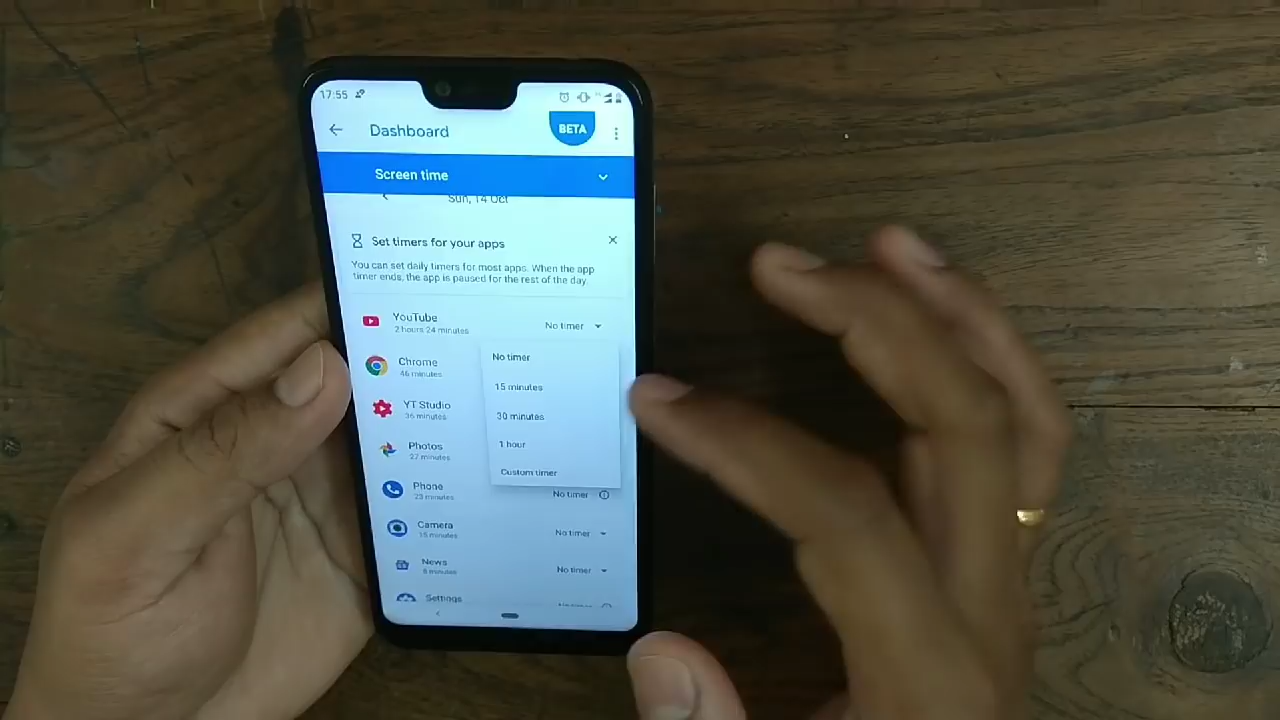 17:55
Dashboard
BETA
Screen time
Sun, 14 Oct
Set timers for your apps
You can set daily timers for most apps. When the app
timer ends, the app is paused for the rest of the day.
YouTube
2 hours 24 minutes
No timer
No timer
15 minutes
30 minutes
1 hour
Custom timer
Chrome
46 minutes
YT Studio
36 minutes
Photos
27 minutes
Phone
23 minutes
No timer
Camera
15 minutes
No timer
News
6 minutes
No timer
Settings